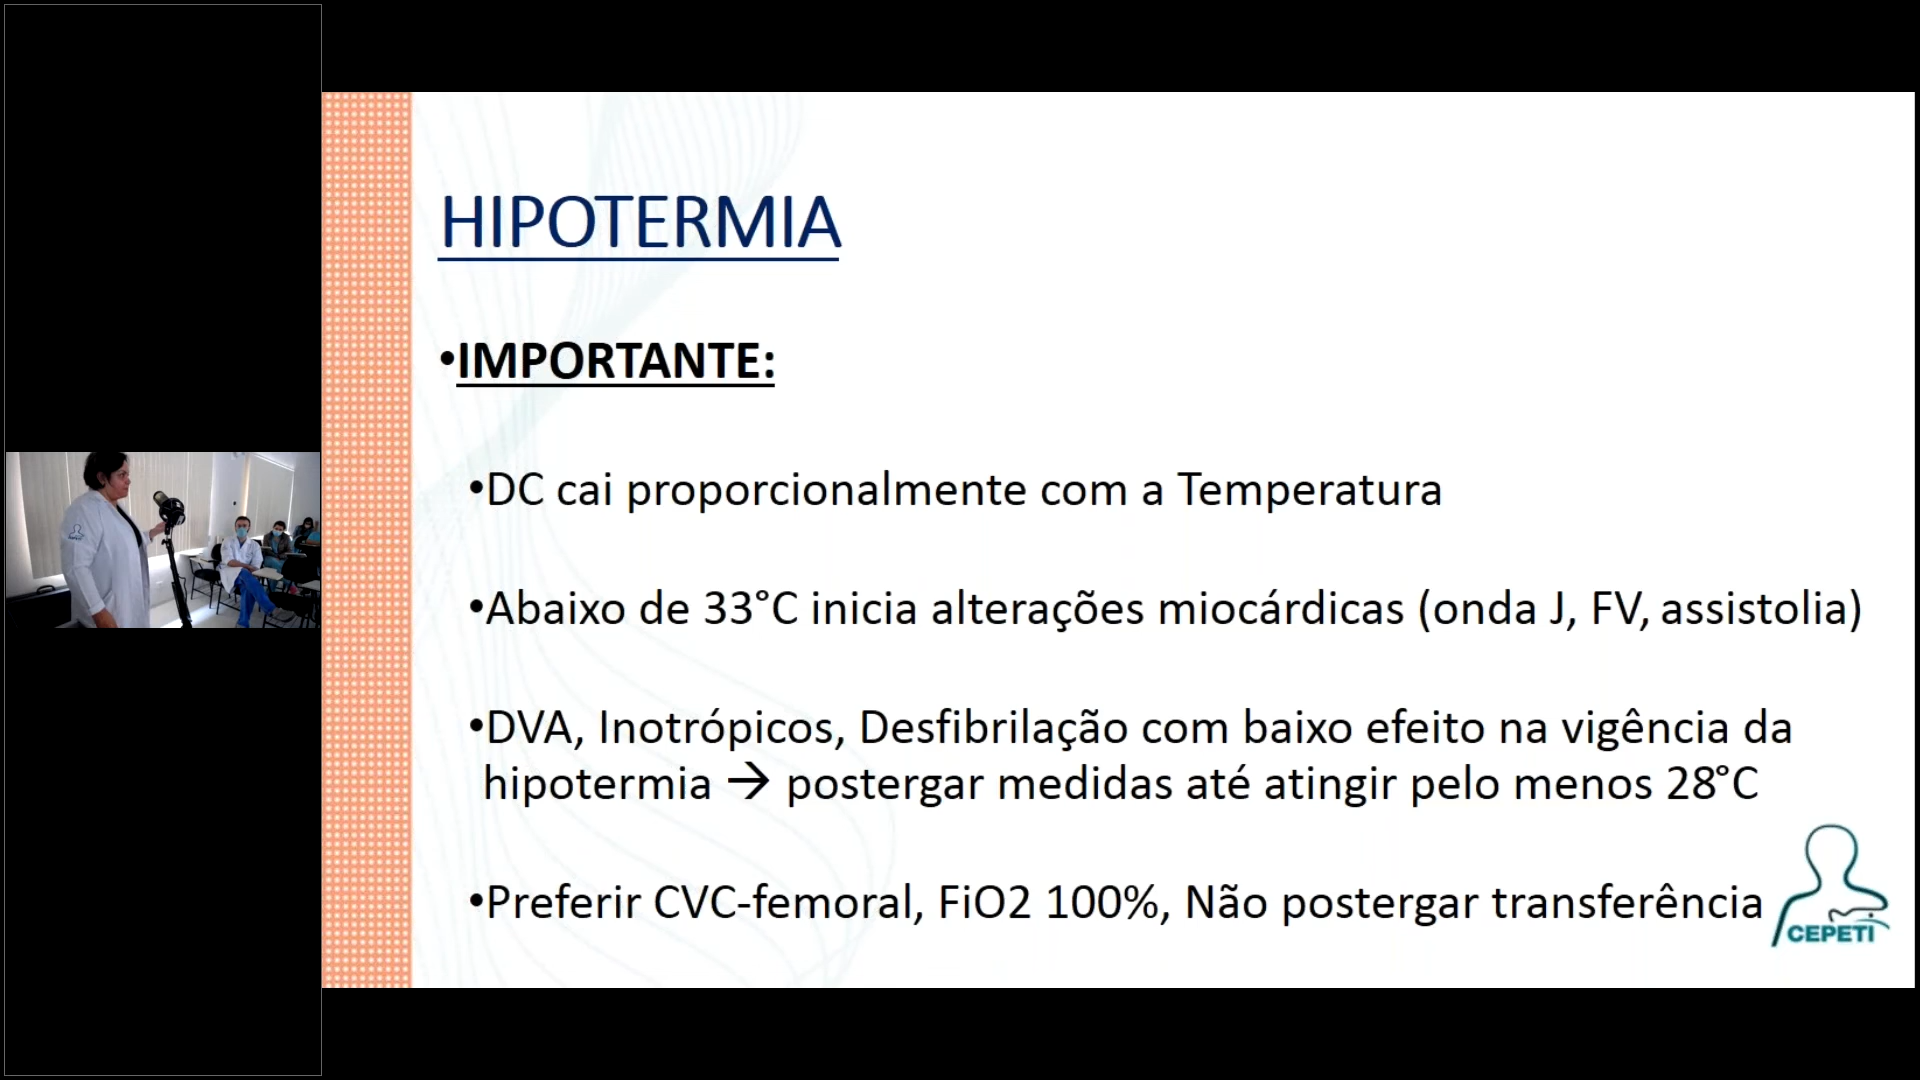 HIPOTERMIA
•IMPORTANTE:
•DC cai proporcionalmente com a Temperatura
•Abaixo de 33°C inicia alterações miocárdicas (onda J, FV, assistolia)
•DVA, Inotrópicos, Desfibrilação com baixo efeito na vigência da
hipotermia → postergar medidas até atingir pelo menos 28°C
•Preferir CVC-femoral, FiO2 100%, Não postergar transferência
CEPETI